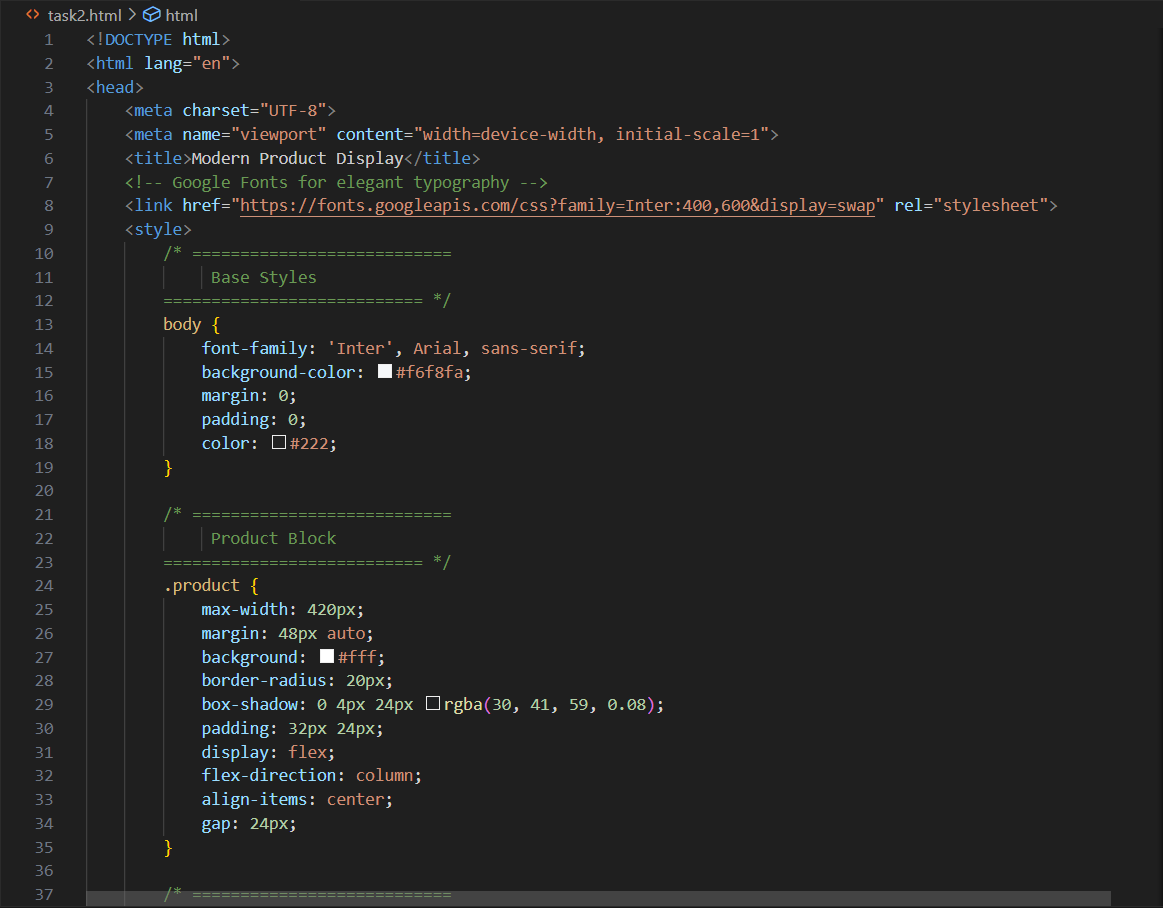 task2.html > html
1 <!DOCTYPE html>
2 <html lang="en">
3 <head>
4     <meta charset="UTF-8">
5     <meta name="viewport" content="width=device-width, initial-scale=1">
6     <title>Modern Product Display</title>
7     <!-- Google Fonts for elegant typography -->
8     <link href="https://fonts.googleapis.com/css?family=Inter:400,600&display=swap" rel="stylesheet">
9     <style>
10         /* ===========================
11              Base Styles
12         =========================== */
13         body {
14             font-family: 'Inter', Arial, sans-serif;
15             background-color: #f6f8fa;
16             margin: 0;
17             padding: 0;
18             color: #222;
19         }
20
21         /* ===========================
22              Product Block
23         =========================== */
24         .product {
25             max-width: 420px;
26             margin: 48px auto;
27             background: #fff;
28             border-radius: 20px;
29             box-shadow: 0 4px 24px rgba(30, 41, 59, 0.08);
30             padding: 32px 24px;
31             display: flex;
32             flex-direction: column;
33             align-items: center;
34             gap: 24px;
35         }
36
37         /* ===========================